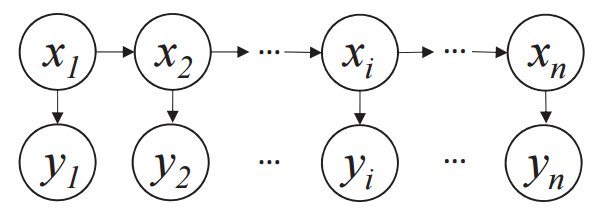 x1 x2 ... xi ... xn
y1 y2 ... yi ... yn